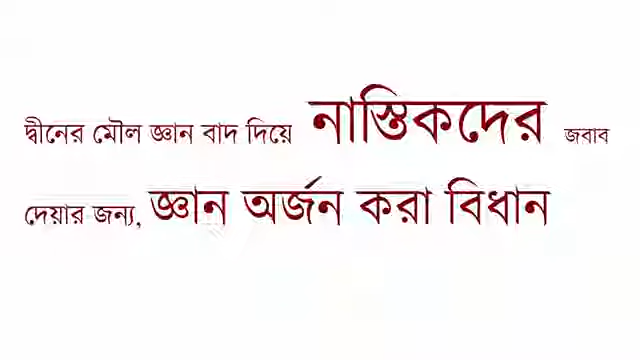 দ্বীনের মৌল জ্ঞান বাদ দিয়ে নাস্তিকদের জবাব
দেয়ার জন্য, জ্ঞান অর্জন করা বিধান